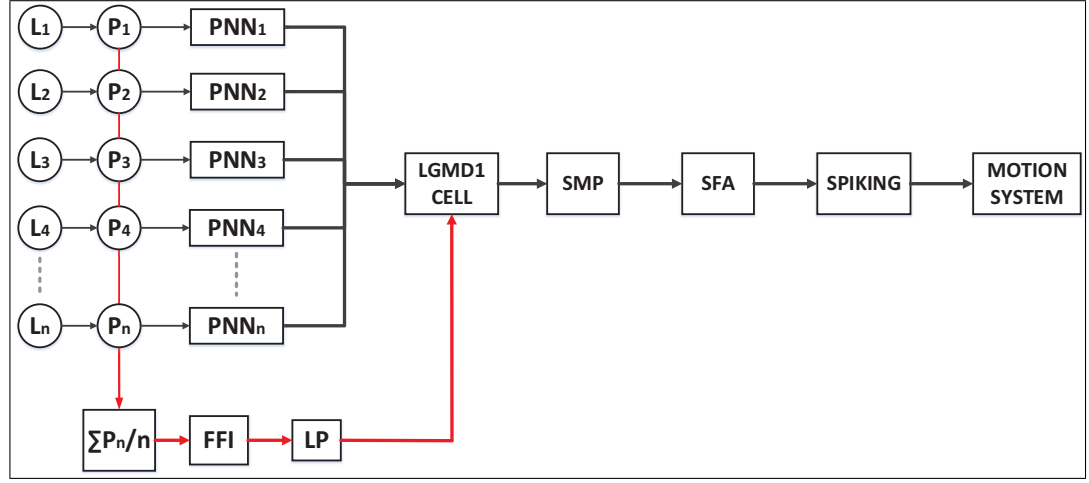 L1 P1 PNN1
L2 P2 PNN2
L3 P3 PNN3
LGMD1
CELL
SMP
SFA
SPIKING
MOTION
SYSTEM
L4 P4 PNN4
Ln Pn PNNn
∑Pn/n FFI LP